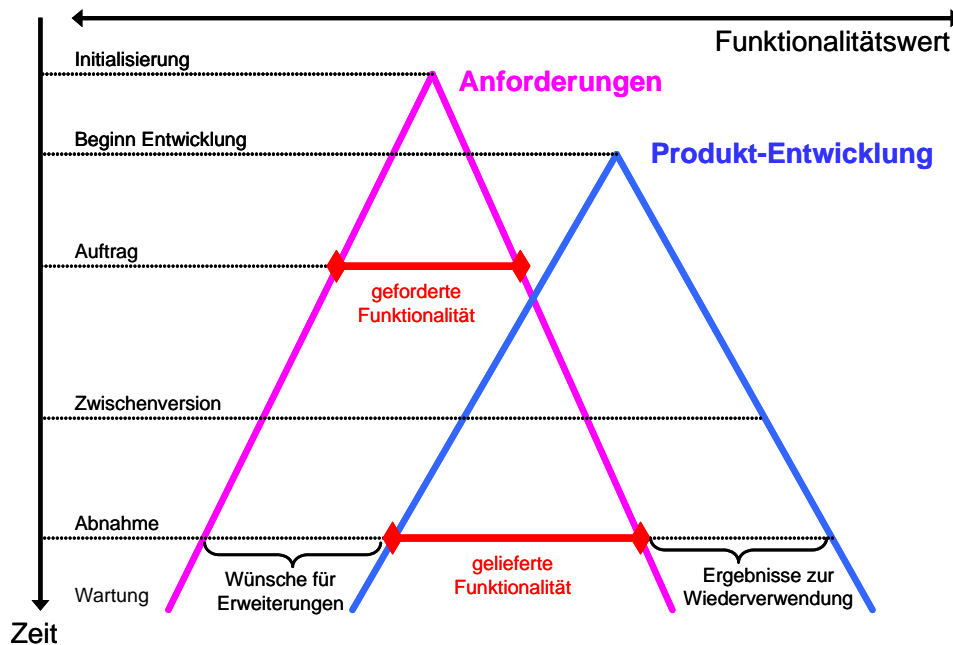 Funktionalitätswert
Initialisierung
Anforderungen
Beginn Entwicklung
Produkt-Entwicklung
Auftrag
geforderte
Funktionalität
Zwischenversion
Abnahme
Wünsche für
Erweiterungen
gelieferte
Funktionalität
Ergebnisse zur
Wiederverwendung
Wartung
Zeit